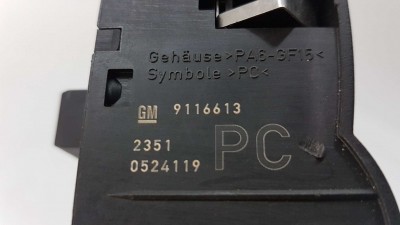 Gehäuse >PA6-GF15<
Symbole >PC<
GM 9116613
2351
0524119
PC